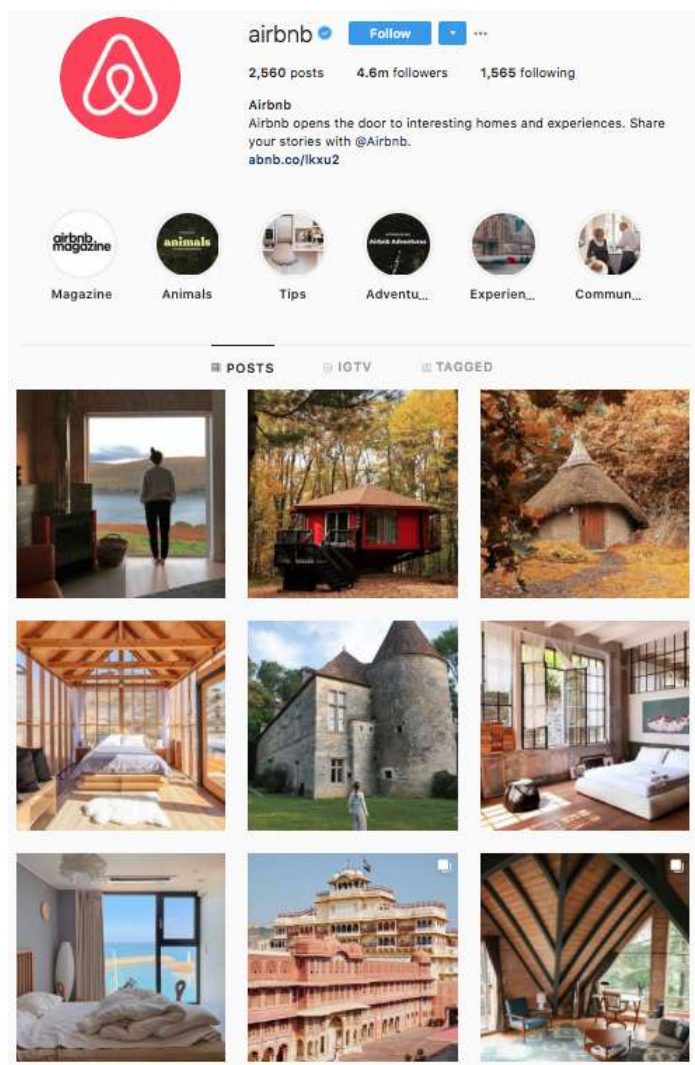 airbnb
Follow
2,560 posts 4.6m followers 1,565 following
Airbnb
Airbnb opens the door to interesting homes and experiences. Share
your stories with @Airbnb.
abnb.co/lkxu2
airbnb
magazine
animals
Airbnb Adventures
Magazine Animals Tips Adventu... Experien... Commun...
POSTS IGTV TAGGED